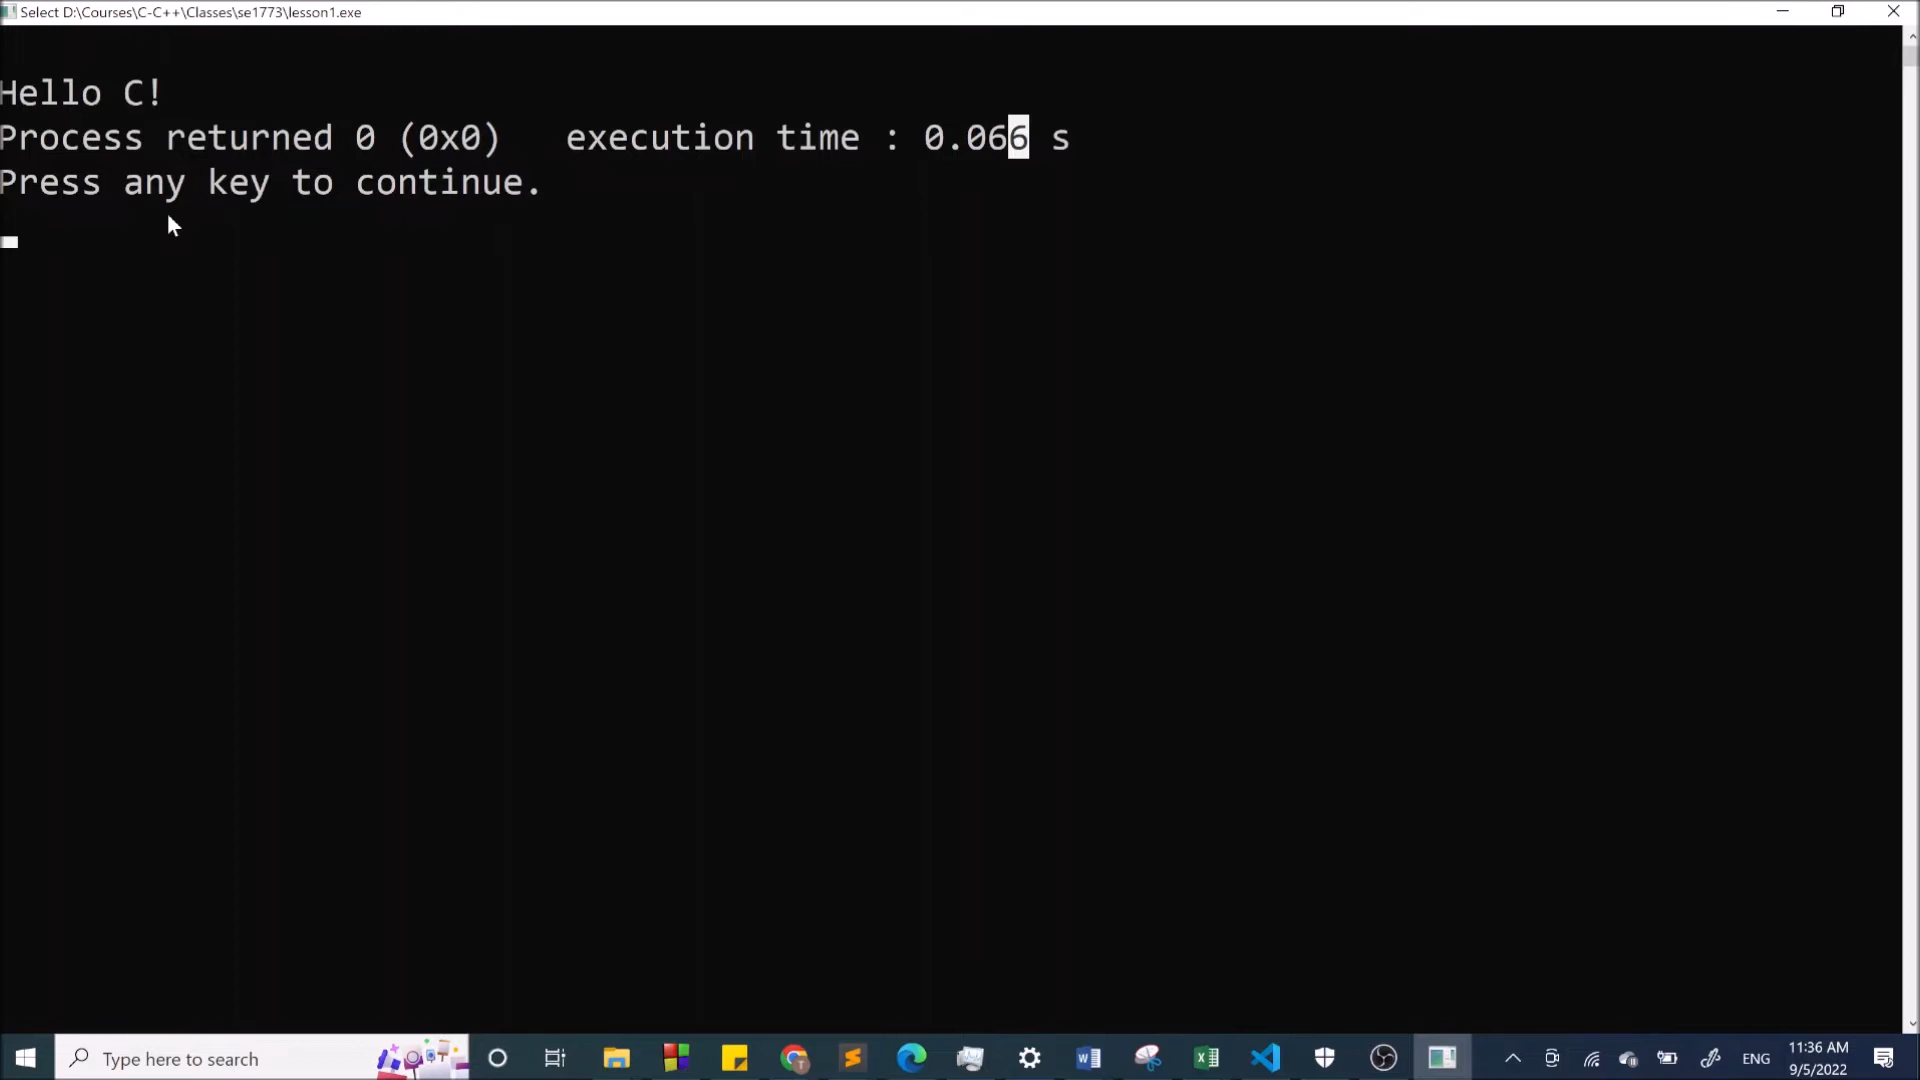 Select D:\Courses\C-C++\Classes\se1773\lesson1.exe
Hello C!
Process returned 0 (0x0)   execution time : 0.066 s
Press any key to continue.
Type here to search
ENG
11:36 AM
9/5/2022